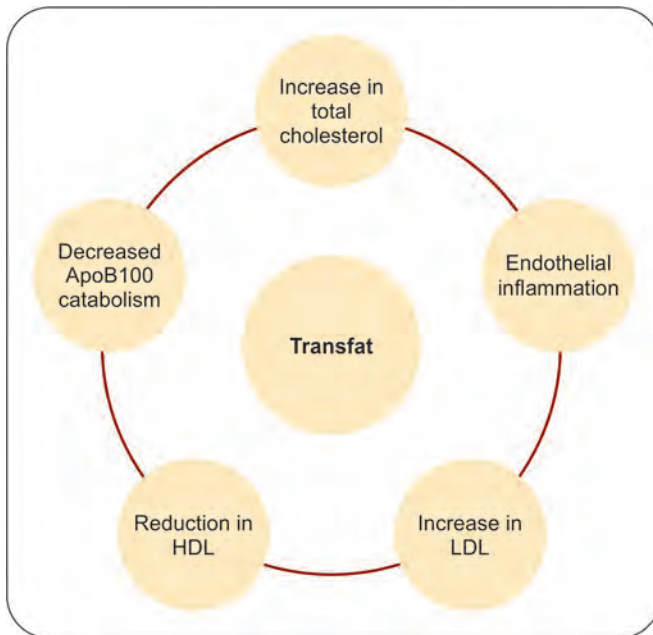 Increase in
total
cholesterol
Endothelial
inflammation
Increase in
LDL
Reduction in
HDL
Decreased
ApoB100
catabolism
Transfat